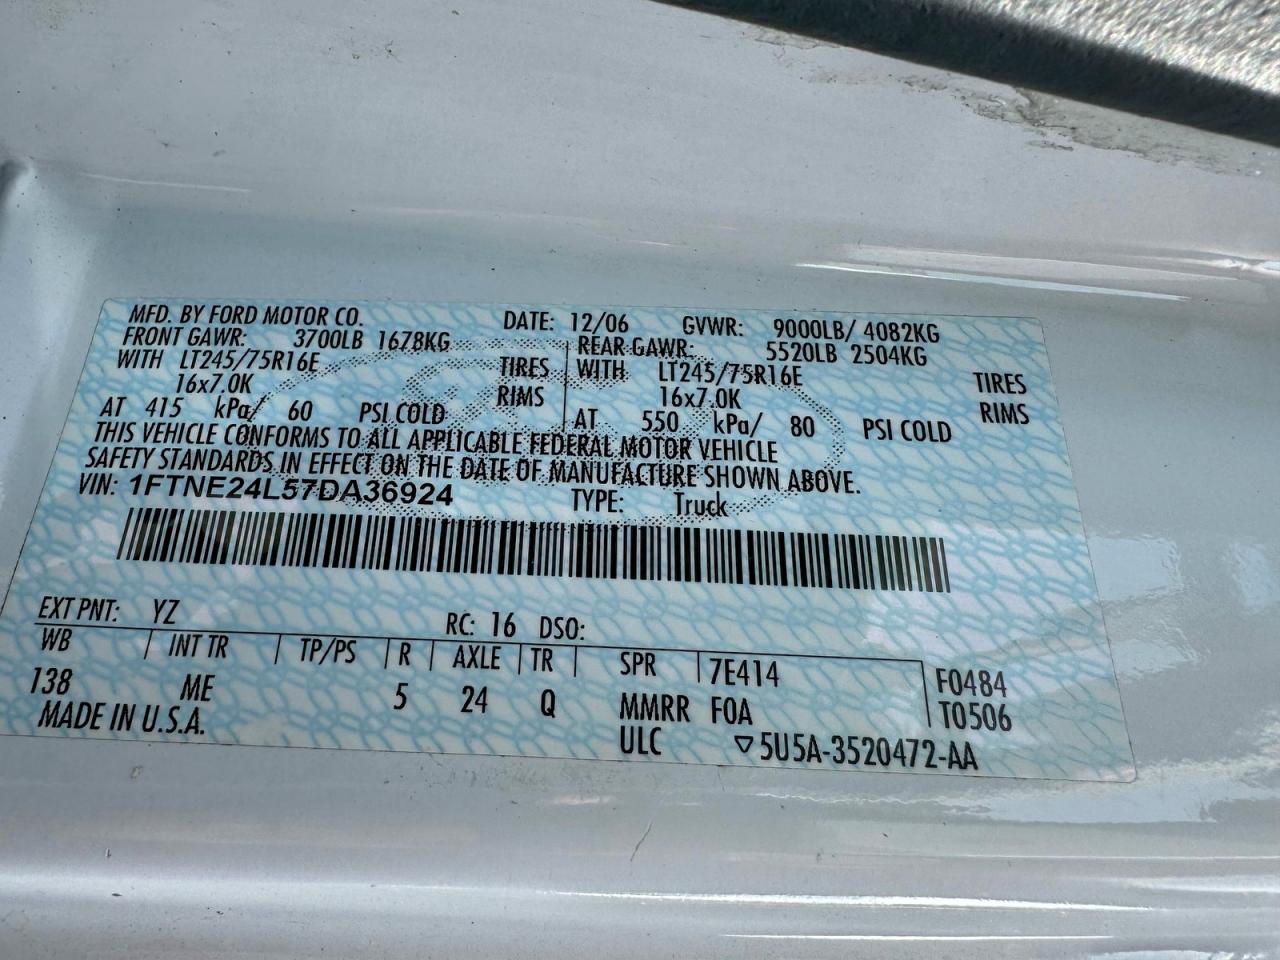 MFD. BY FORD MOTOR CO. DATE: 12/06 GVWR: 9000LB/ 4082KG
FRONT GAWR: 3700LB 1678KG REAR GAWR: 5520LB 2504KG
WITH LT245/75R16E TIRES WITH LT245/75R16E TIRES
16x7.0K RIMS 16x7.0K RIMS
AT 415 kPa/ 60 PSI COLD AT 550 kPa/ 80 PSI COLD
THIS VEHICLE CONFORMS TO ALL APPLICABLE FEDERAL MOTOR VEHICLE
SAFETY STANDARDS IN EFFECT ON THE DATE OF MANUFACTURE SHOWN ABOVE.
VIN: 1FTNE24L57DA36924 TYPE: Truck
EXT PNT: YZ RC: 16 DSO:
WB INT TR TP/PS R AXLE TR SPR 7E414 F0484
138 ME 5 24 Q MMRR FOA T0506
MADE IN U.S.A. ULC ▽5U5A-3520472-AA